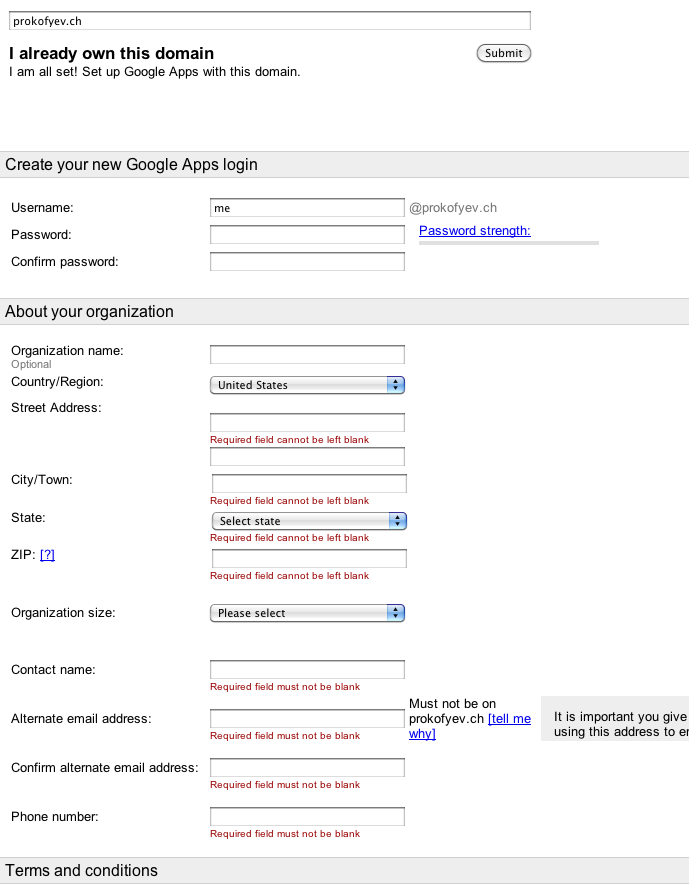 prokofyev.ch
I already own this domain
Submit
I am all set! Set up Google Apps with this domain.
Create your new Google Apps login
Username:
me
@prokofyev.ch
Password:
Password strength:
Confirm password:
About your organization
Organization name:
Optional
Country/Region:
United States
Street Address:
Required field cannot be left blank
City/Town:
Required field cannot be left blank
State:
Select state
Required field cannot be left blank
ZIP: [?]
Required field cannot be left blank
Organization size:
Please select
Contact name:
Required field must not be blank
Alternate email address:
Required field must not be blank
Must not be on
prokofyev.ch [tell me
why]
It is important you give
using this address to
Confirm alternate email address:
Required field must not be blank
Phone number:
Required field must not be blank
Terms and conditions